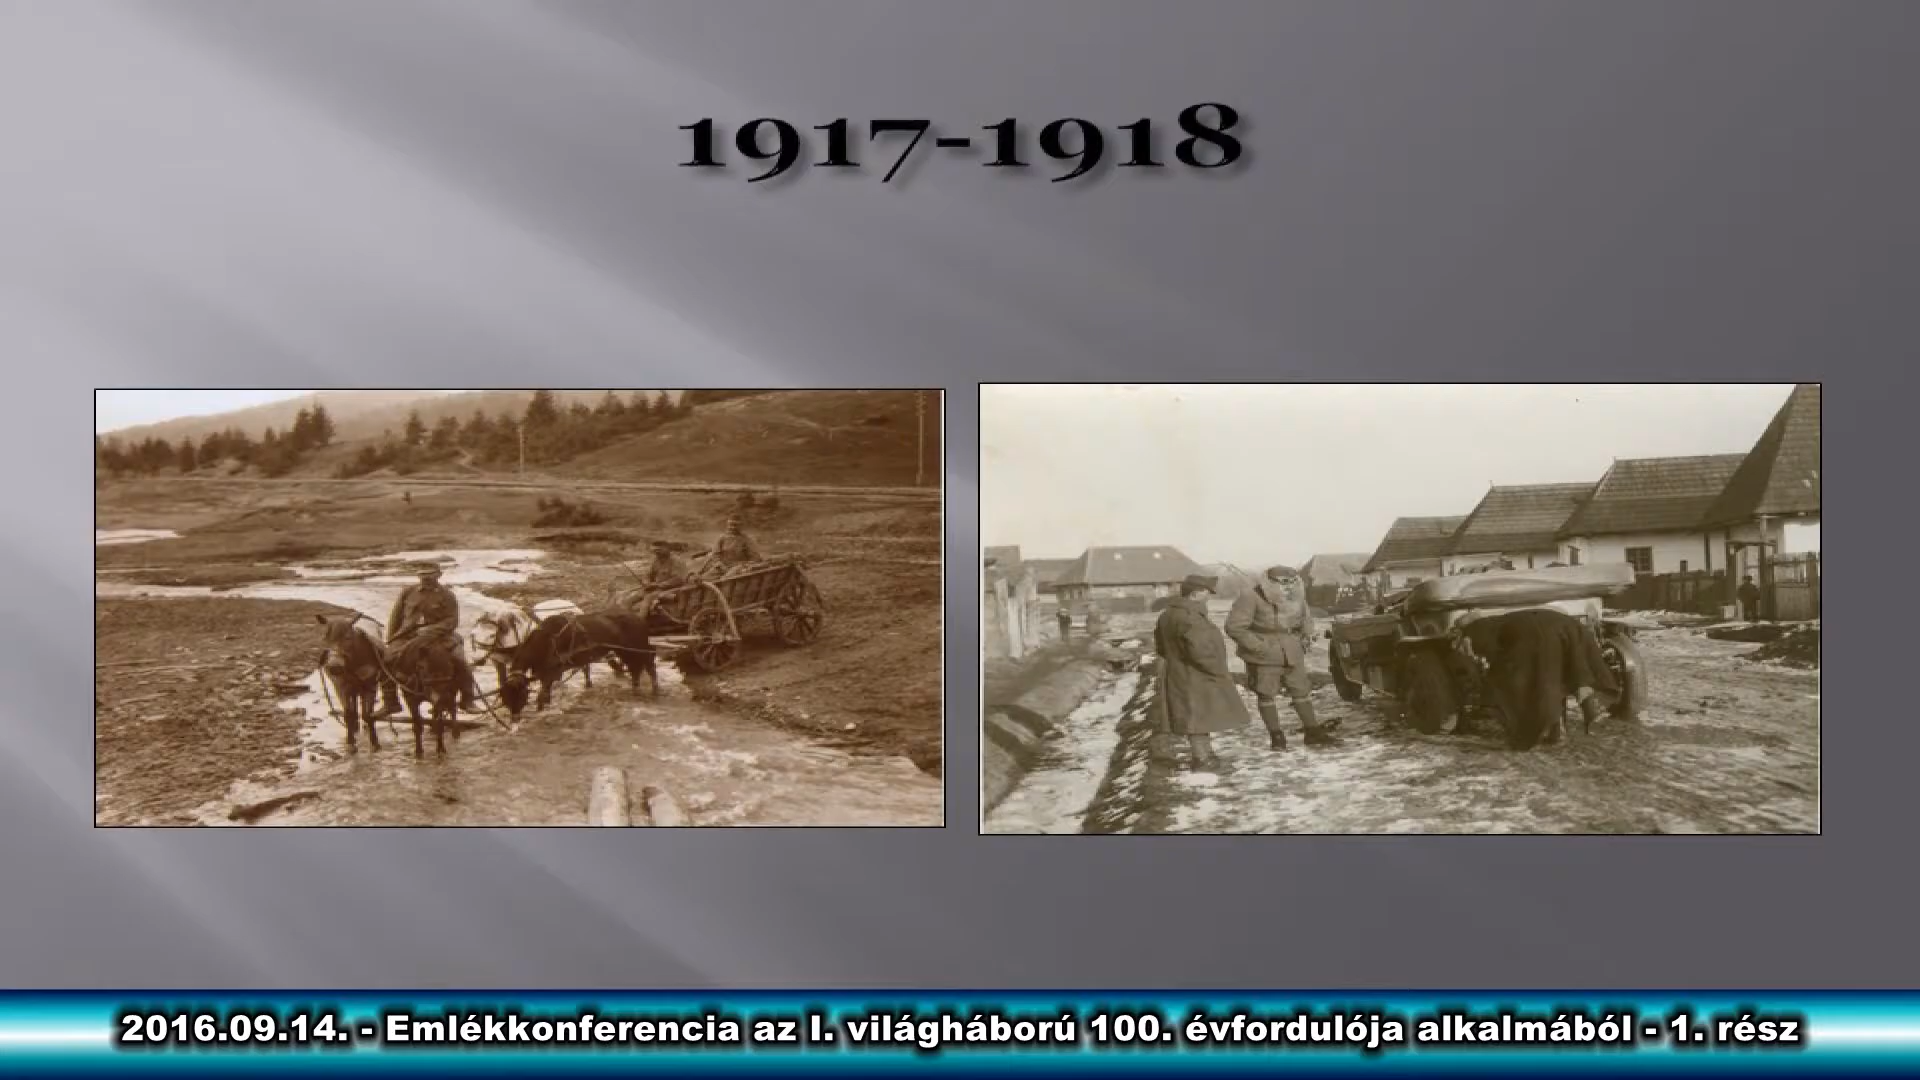 1917-1918
2016.09.14. - Emlékkonferencia az I. világháború 100. évfordulója alkalmából - 1. rész